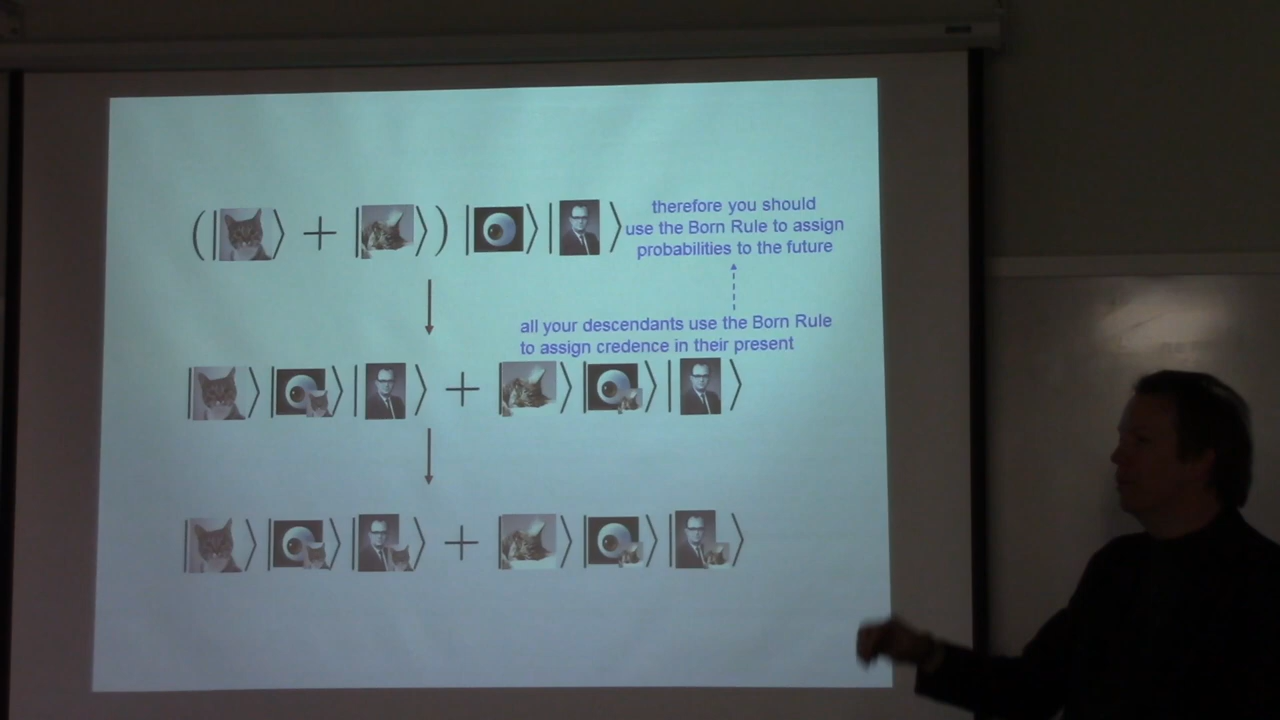 (| ⟩ + | ⟩) | ⟩ | ⟩
therefore you should
use the Born Rule to assign
probabilities to the future
all your descendants use the Born Rule
to assign credence in their present
| ⟩ | ⟩ | ⟩ + | ⟩ | ⟩ | ⟩
| ⟩ | ⟩ | ⟩ + | ⟩ | ⟩ | ⟩